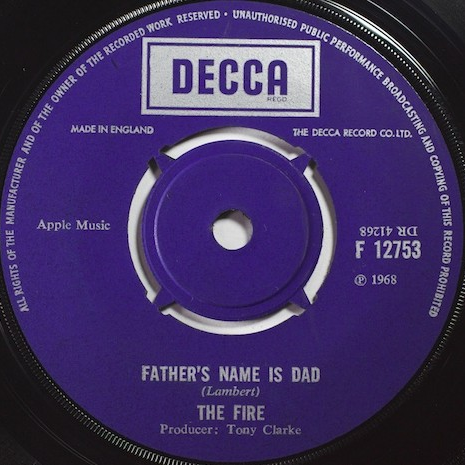 ALL RIGHTS OF THE MANUFACTURER AND OF THE OWNER OF THE RECORDED WORK RESERVED · UNAUTHORISED PUBLIC PERFORMANCE BROADCASTING AND COPYING OF THIS RECORD PROHIBITED
DECCA
REGD
MADE IN ENGLAND
THE DECCA RECORD CO. LTD.
Apple Music
DR 41268
F 12753
℗ 1968
FATHER'S NAME IS DAD
(Lambert)
THE FIRE
Producer: Tony Clarke